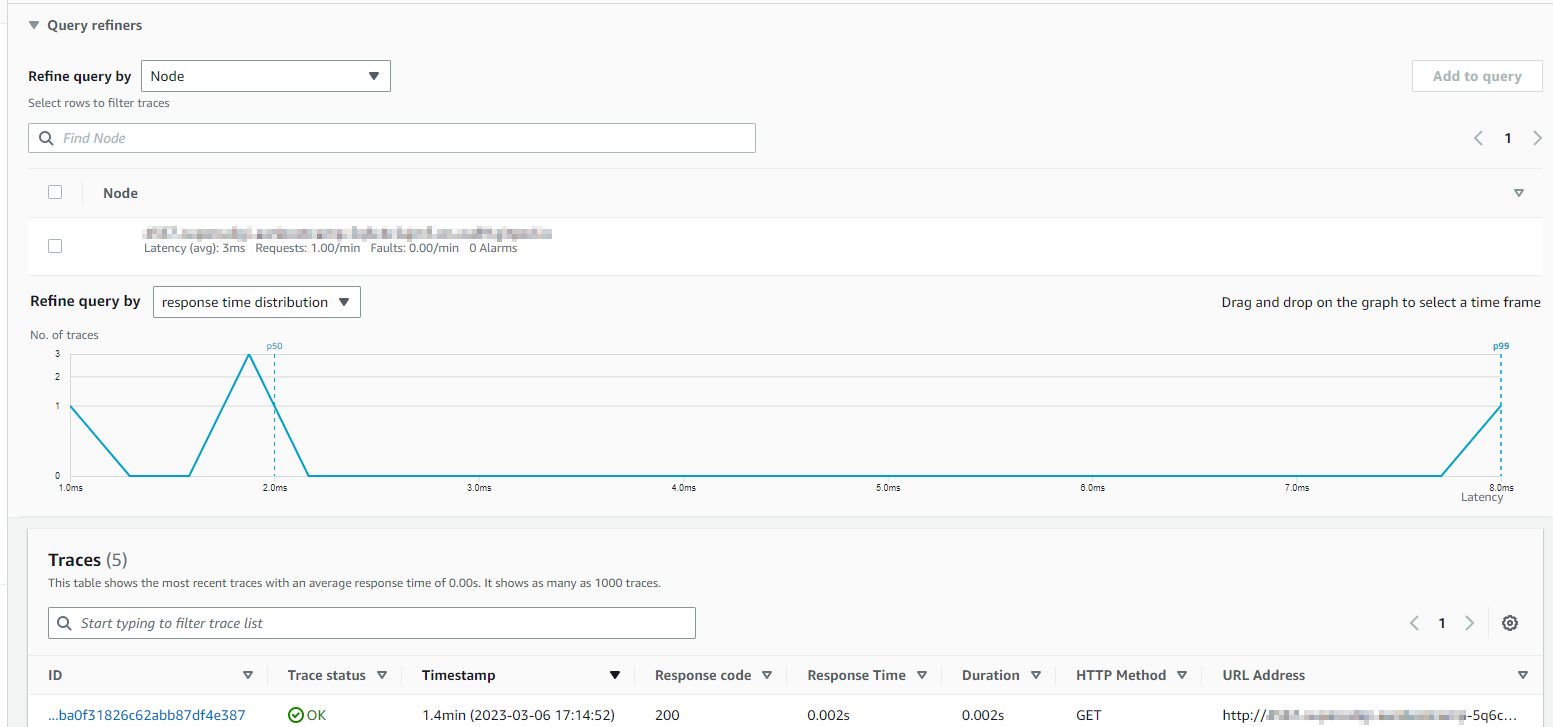 Query refiners
Refine query by Node
Add to query
Select rows to filter traces
Find Node
1
Node
Latency (avg): 3ms Requests: 1.00/min Faults: 0.00/min 0 Alarms
Refine query by response time distribution
Drag and drop on the graph to select a time frame
No. of traces
p50 p99
3
2
1
0
1.0ms 2.0ms 3.0ms 4.0ms 5.0ms 6.0ms 7.0ms 8.0ms
Latency
Traces (5)
This table shows the most recent traces with an average response time of 0.00s. It shows as many as 1000 traces.
Start typing to filter trace list
1
ID Trace status Timestamp Response code Response Time Duration HTTP Method URL Address
...ba0f31826c62abb87df4e387 OK 1.4min (2023-03-06 17:14:52) 200 0.002s 0.002s GET http:// -5q6c...